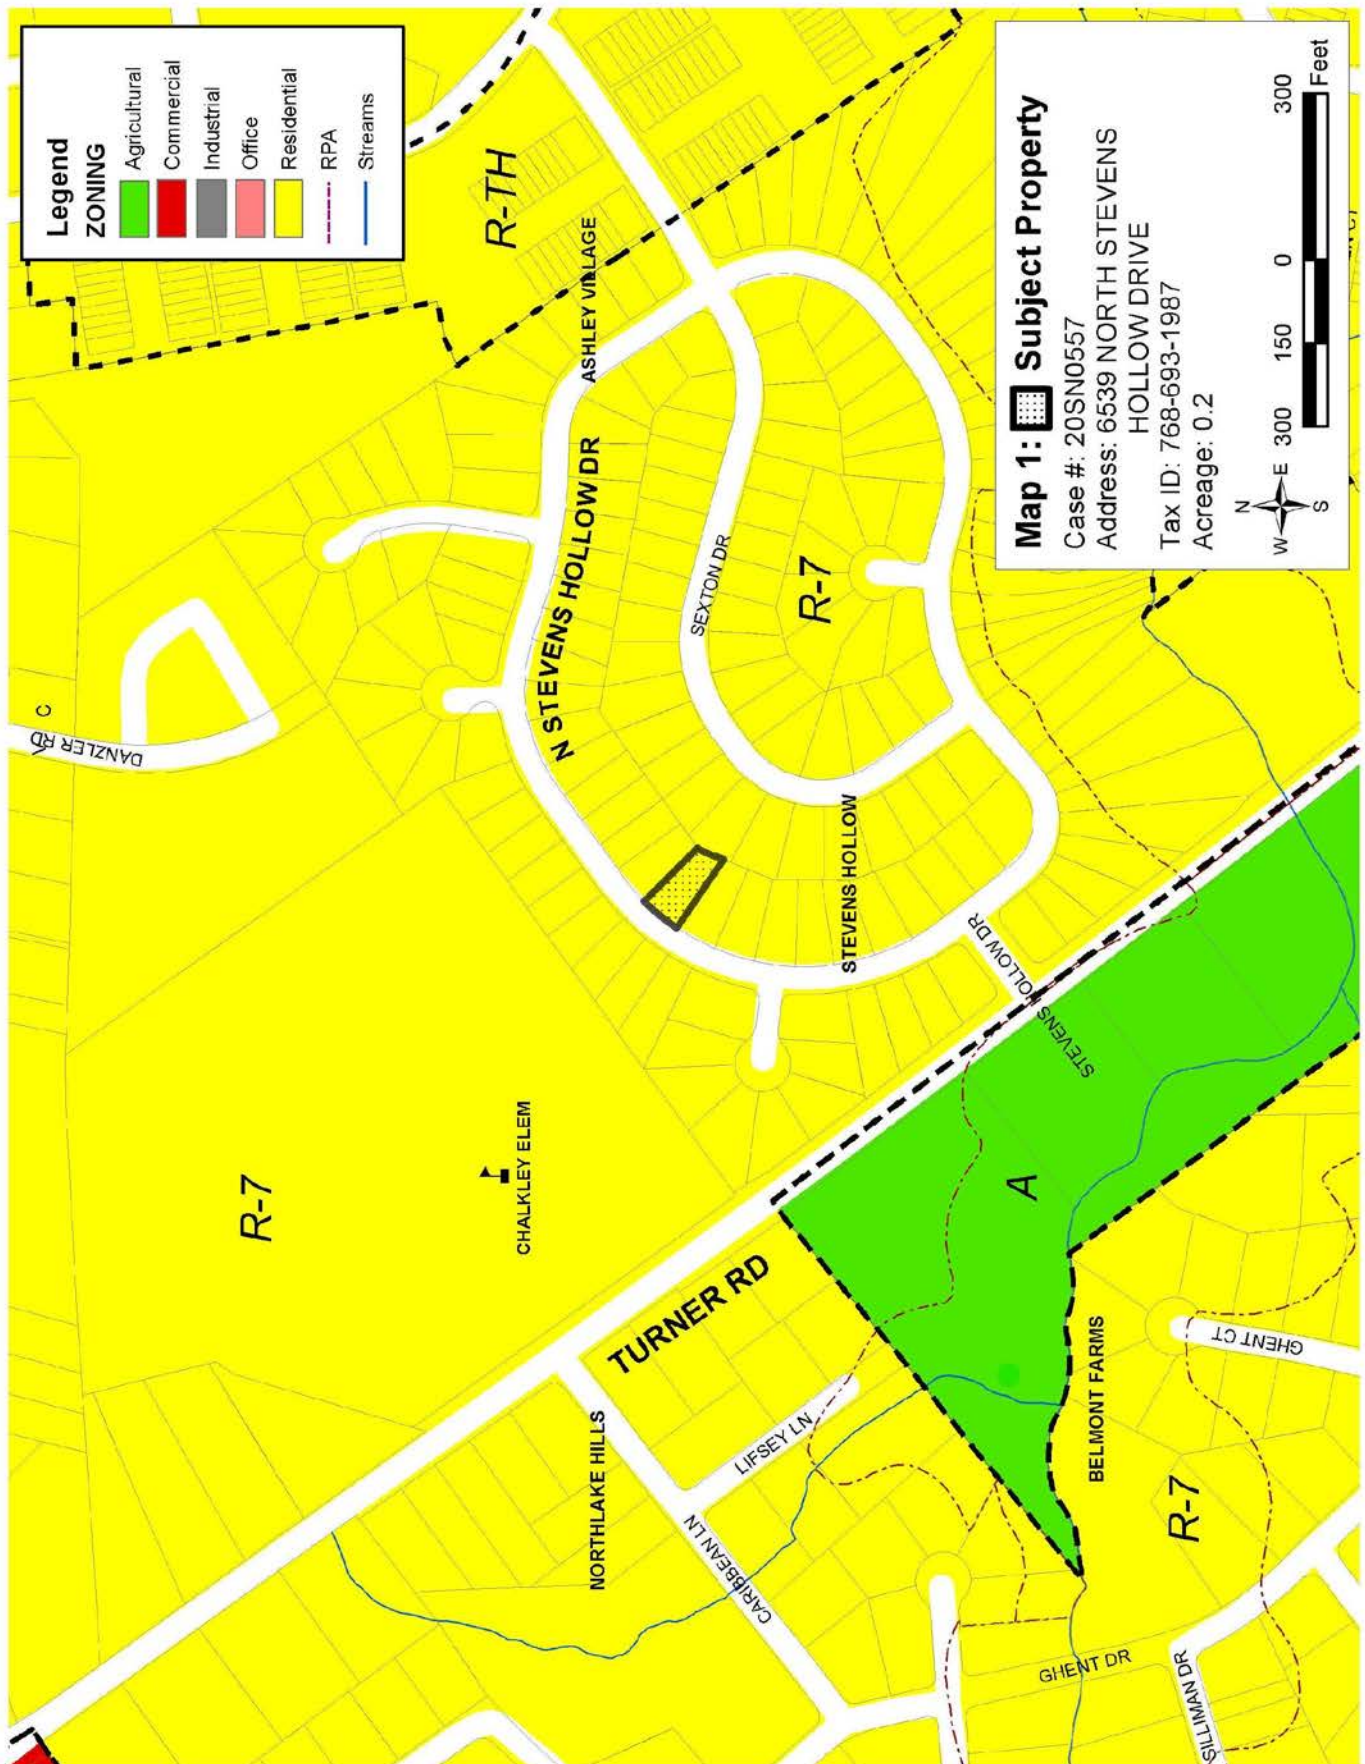 Legend
ZONING
Agricultural
Commercial
Industrial
Office
Residential
RPA
Streams
R-TH
ASHLEY VILLAGE
N STEVENS HOLLOW DR
SEXTON DR
R-7
STEVENS HOLLOW
STEVENS HOLLOW DR
DANZLER RD
C
R-7
CHALKLEY ELEM
TURNER RD
NORTHLAKE HILLS
LIFSEY LN
CARIBBEAN LN
A
BELMONT FARMS
GHENT CT
R-7
GHENT DR
SILLIMAN DR
Map 1: Subject Property
Case #: 20SN0557
Address: 6539 NORTH STEVENS
HOLLOW DRIVE
Tax ID: 768-693-1987
Acreage: 0.2
N
W E
S
300 150 0 300
Feet